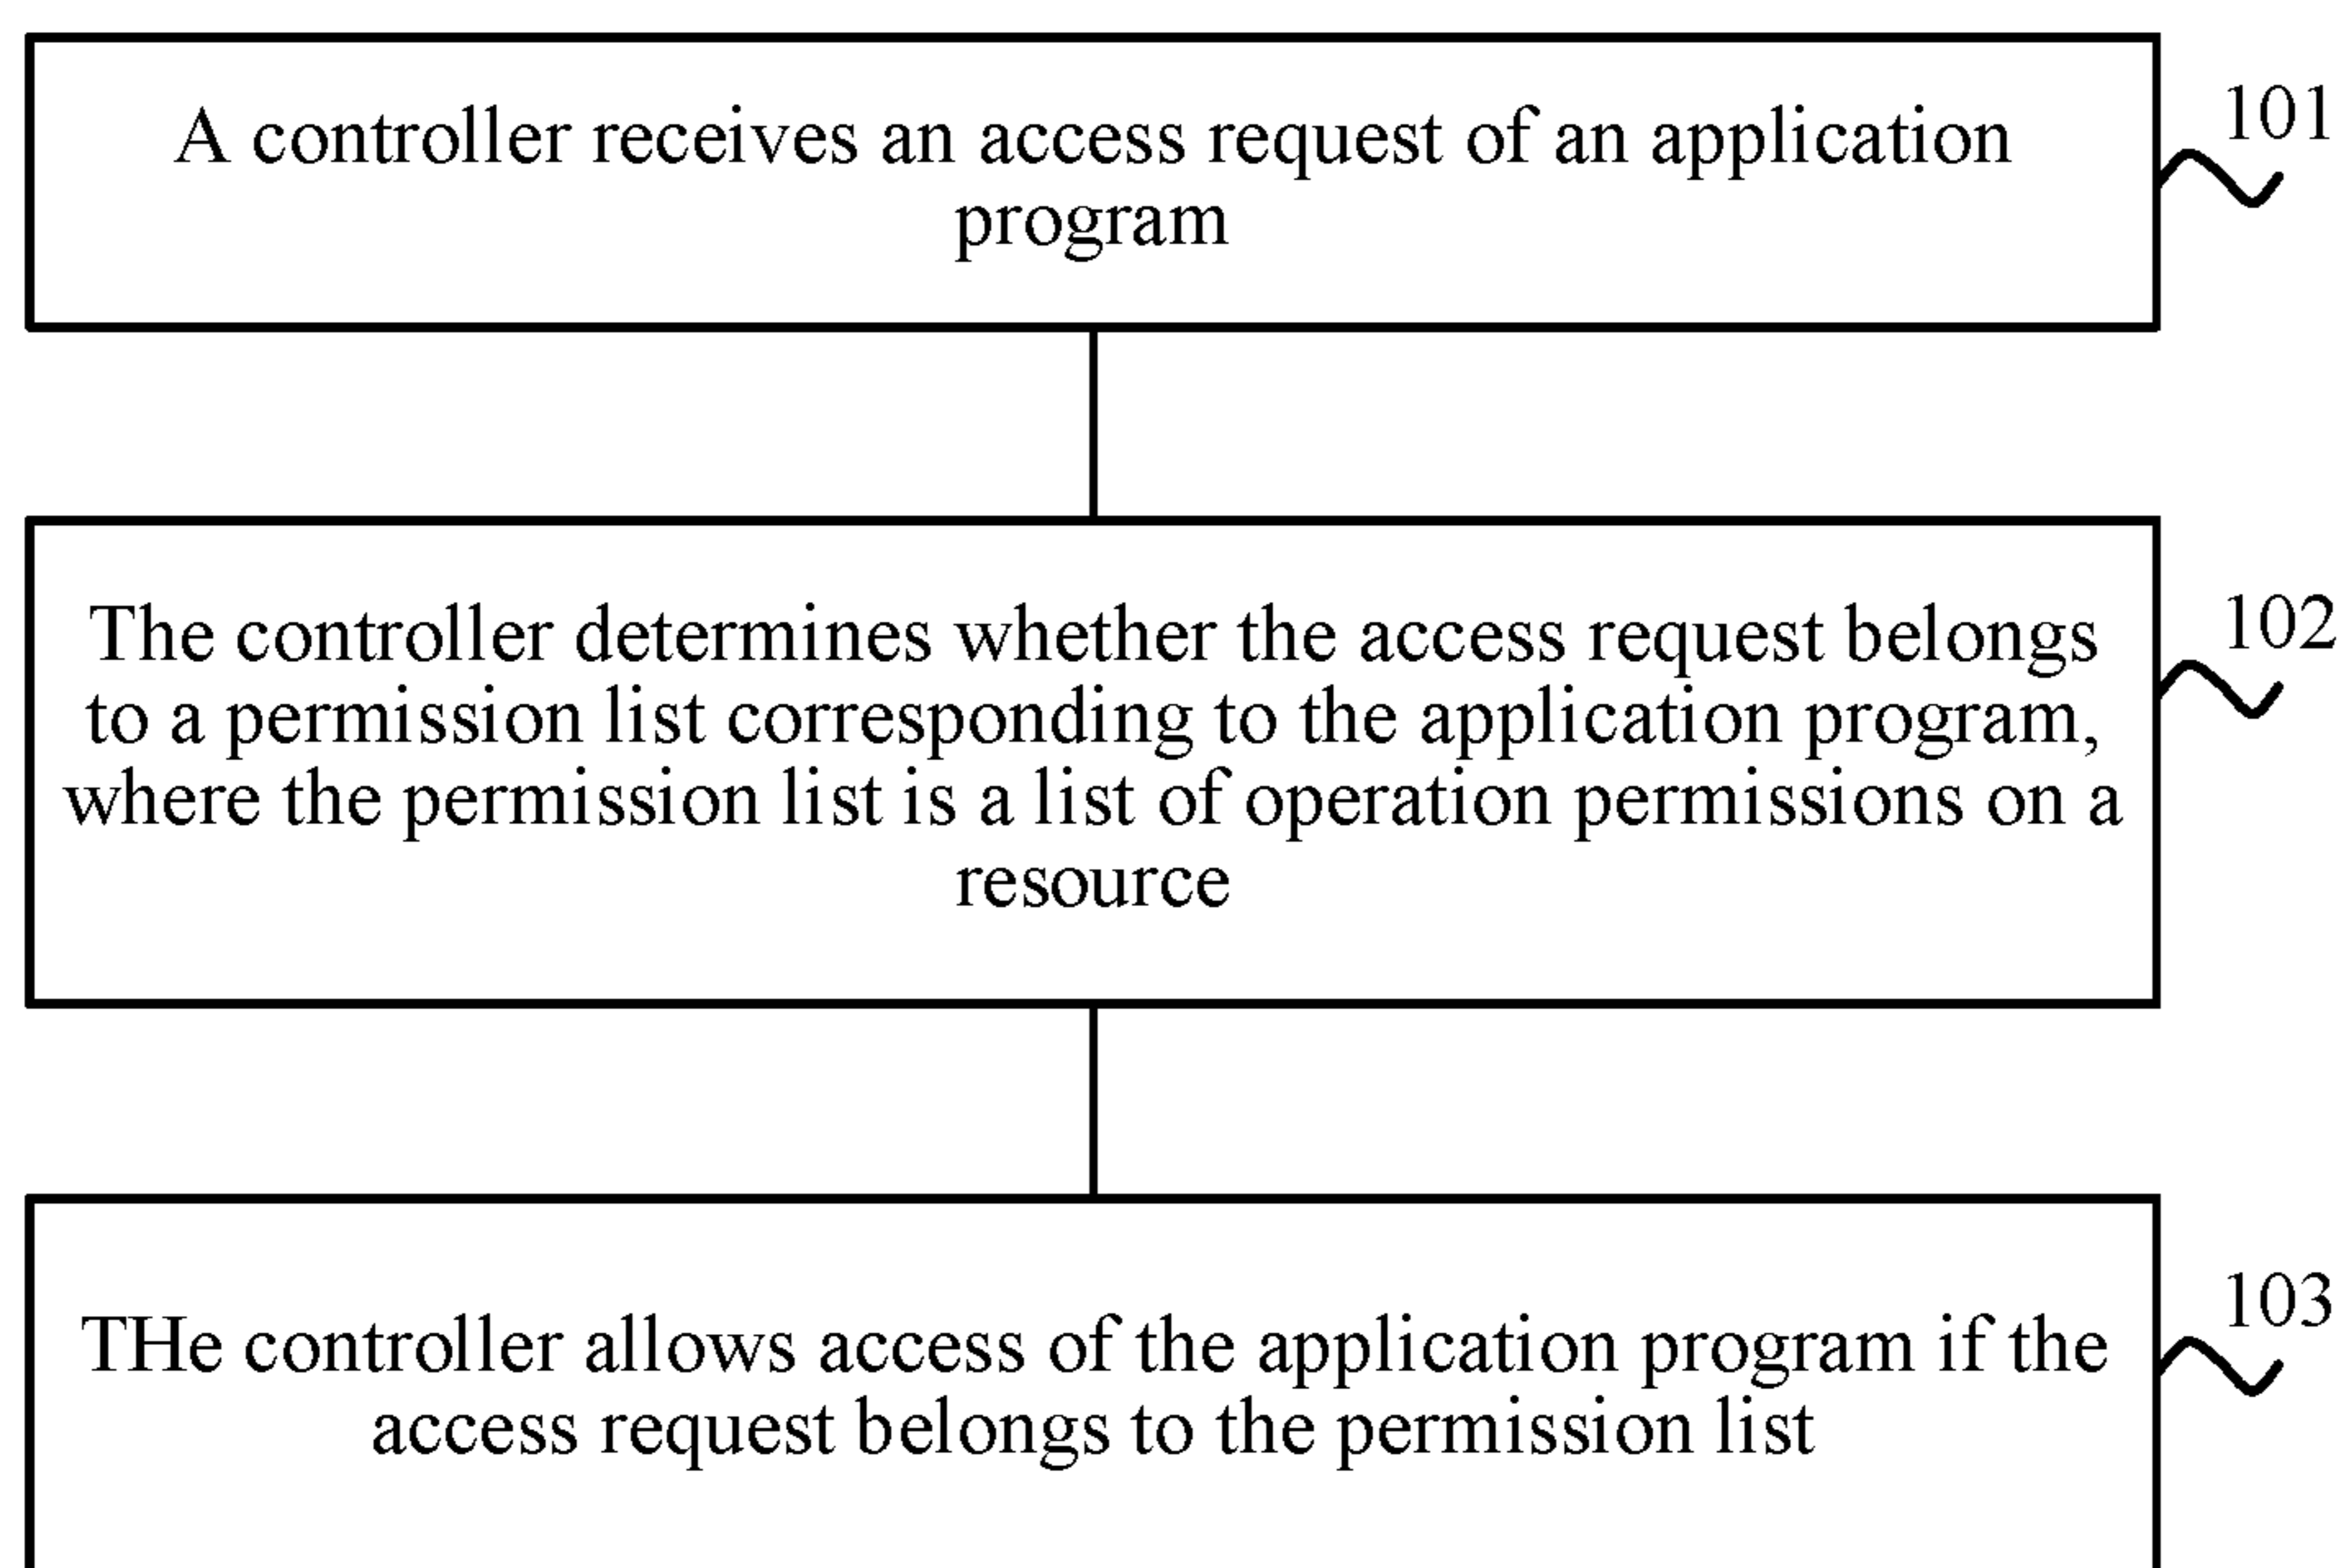 A controller receives an access request of an application
program
101
The controller determines whether the access request belongs
to a permission list corresponding to the application program,
where the permission list is a list of operation permissions on a
resource
102
THe controller allows access of the application program if the
access request belongs to the permission list
103